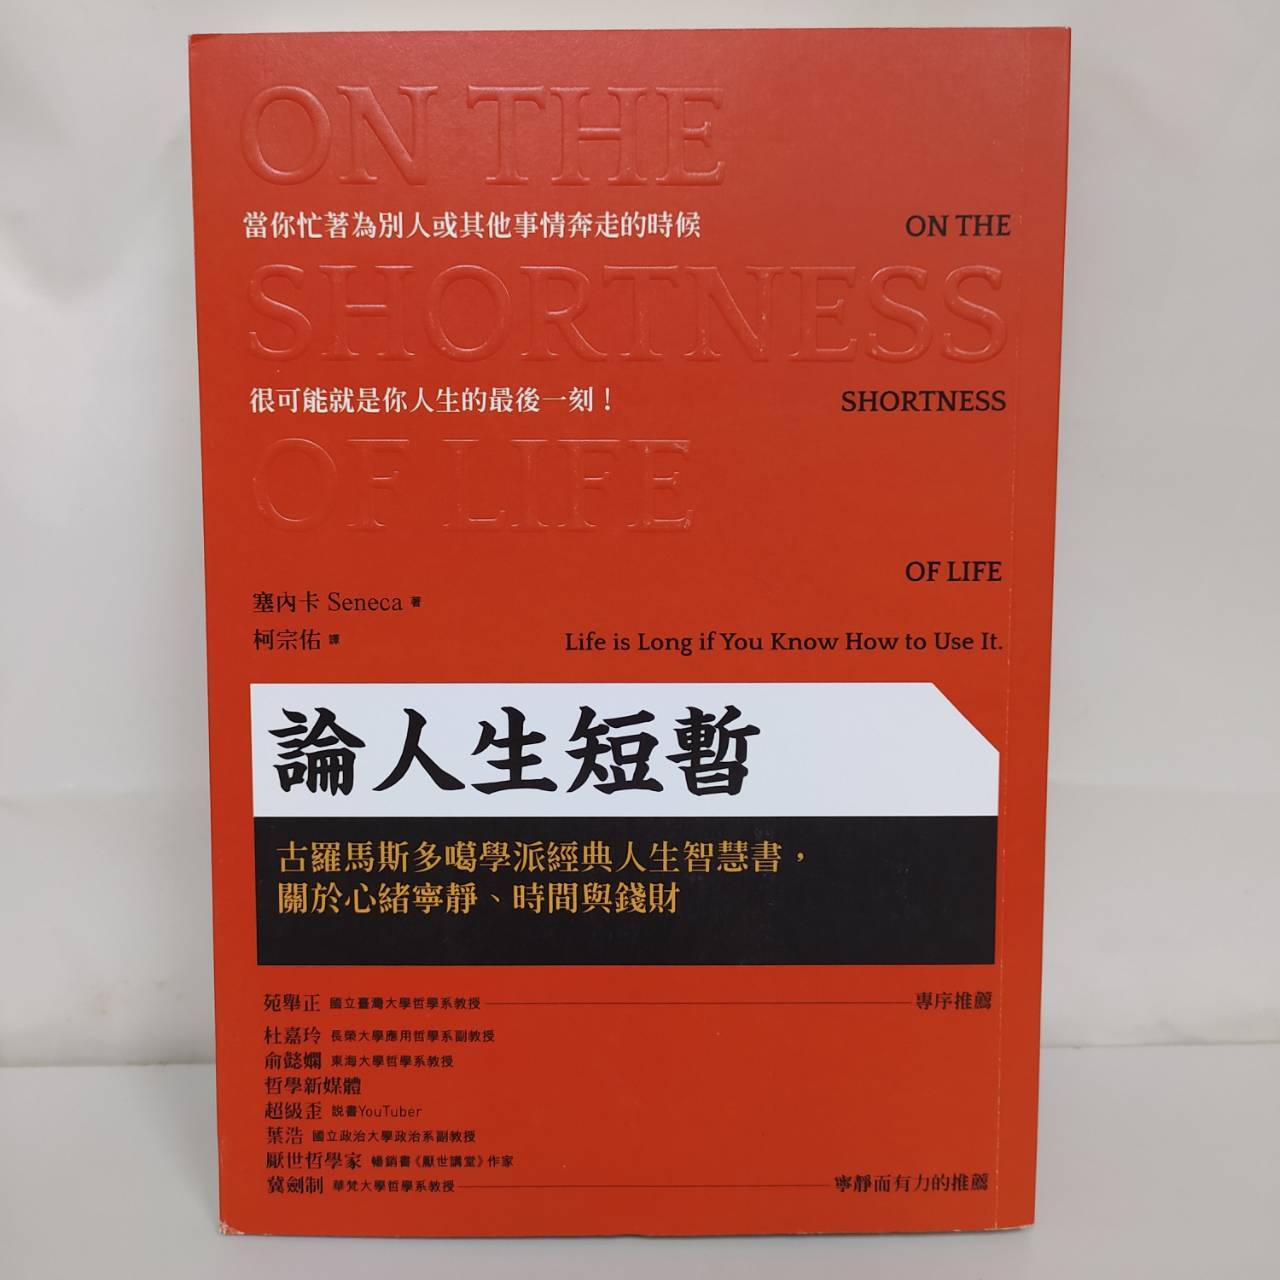 ON THE
當你忙著為別人或其他事情奔走的時候
ON THE
SHORTNESS
很可能就是你人生的最後一刻！
SHORTNESS
OF LIFE
OF LIFE
塞內卡 Seneca 著
柯宗佑 譯
Life is Long if You Know How to Use It.
論人生短暫
古羅馬斯多噶學派經典人生智慧書，
關於心緒寧靜、時間與錢財
苑舉正 國立臺灣大學哲學系教授 專序推薦
杜嘉玲 長榮大學應用哲學系副教授
俞懿嫻 東海大學哲學系教授
哲學新媒體
超級歪 說書YouTuber
葉浩 國立政治大學政治系副教授
厭世哲學家 暢銷書《厭世講堂》作家
冀劍制 華梵大學哲學系教授 寧靜而有力的推薦